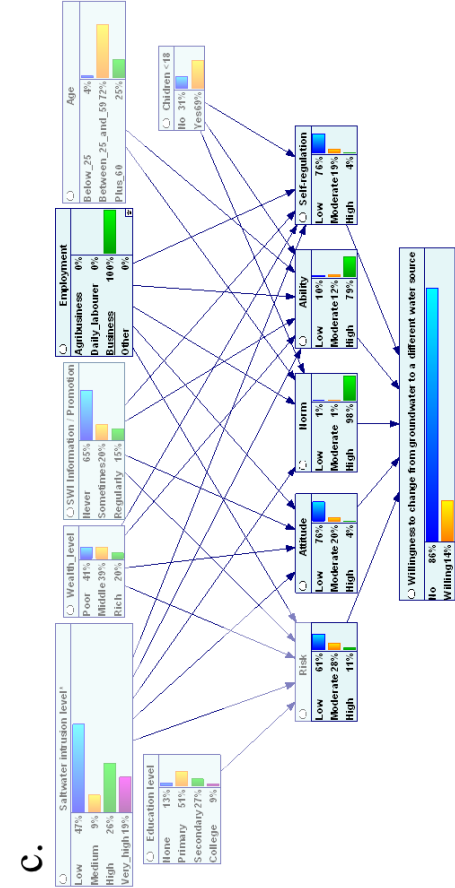 c.
Saltwater intrusion level*
Low 47%
Medium 9%
High 26%
Very_high 19%
Wealth_level
Poor 41%
Middle 39%
Rich 20%
SWI Information / Promotion
Never 65%
Sometimes 20%
Regularly 15%
Employment
Agribusiness 0%
Daily_labourer 0%
Business 100%
Other 0%
Age
Below_25 4%
Between_25_and_59 72%
Plus_60 25%
Education level
None 13%
Primary 51%
Secondary 27%
College 9%
Chidren <18
No 31%
Yes 69%
Risk
Low 61%
Moderate 28%
High 11%
Attitude
Low 76%
Moderate 20%
High 4%
Norm
Low 1%
Moderate 1%
High 98%
Ability
Low 10%
Moderate 12%
High 79%
Self-regulation
Low 76%
Moderate 19%
High 4%
Willingness to change from groundwater to a different water source
No 86%
Willing 14%